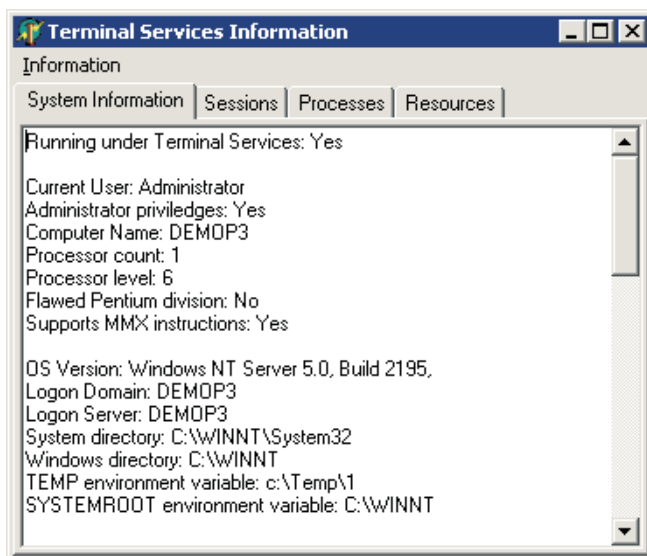 Terminal Services Information
Information
System Information Sessions Processes Resources
Running under Terminal Services: Yes
Current User: Administrator
Administrator priviledges: Yes
Computer Name: DEMOP3
Processor count: 1
Processor level: 6
Flawed Pentium division: No
Supports MMX instructions: Yes
OS Version: Windows NT Server 5.0, Build 2195,
Logon Domain: DEMOP3
Logon Server: DEMOP3
System directory: C:\WINNT\System32
Windows directory: C:\WINNT
TEMP environment variable: c:\Temp\1
SYSTEMROOT environment variable: C:\WINNT